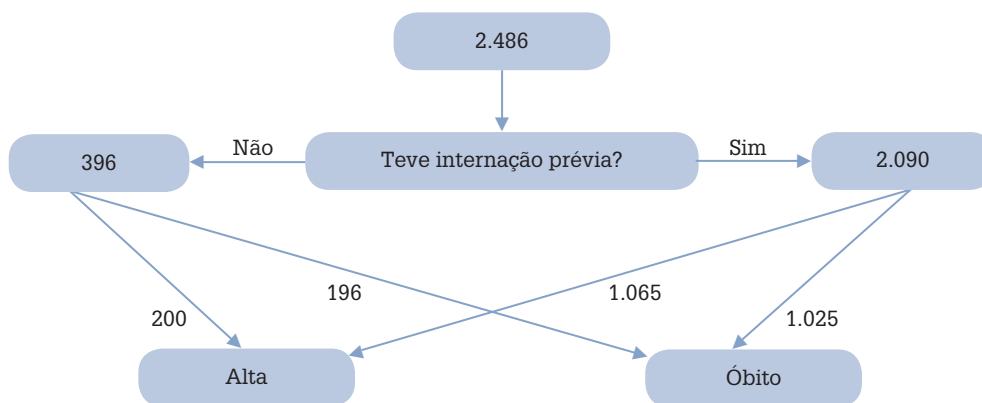 2.486
Não
Sim
396
Teve internação prévia?
2.090
196
1.065
200
1.025
Alta
Óbito